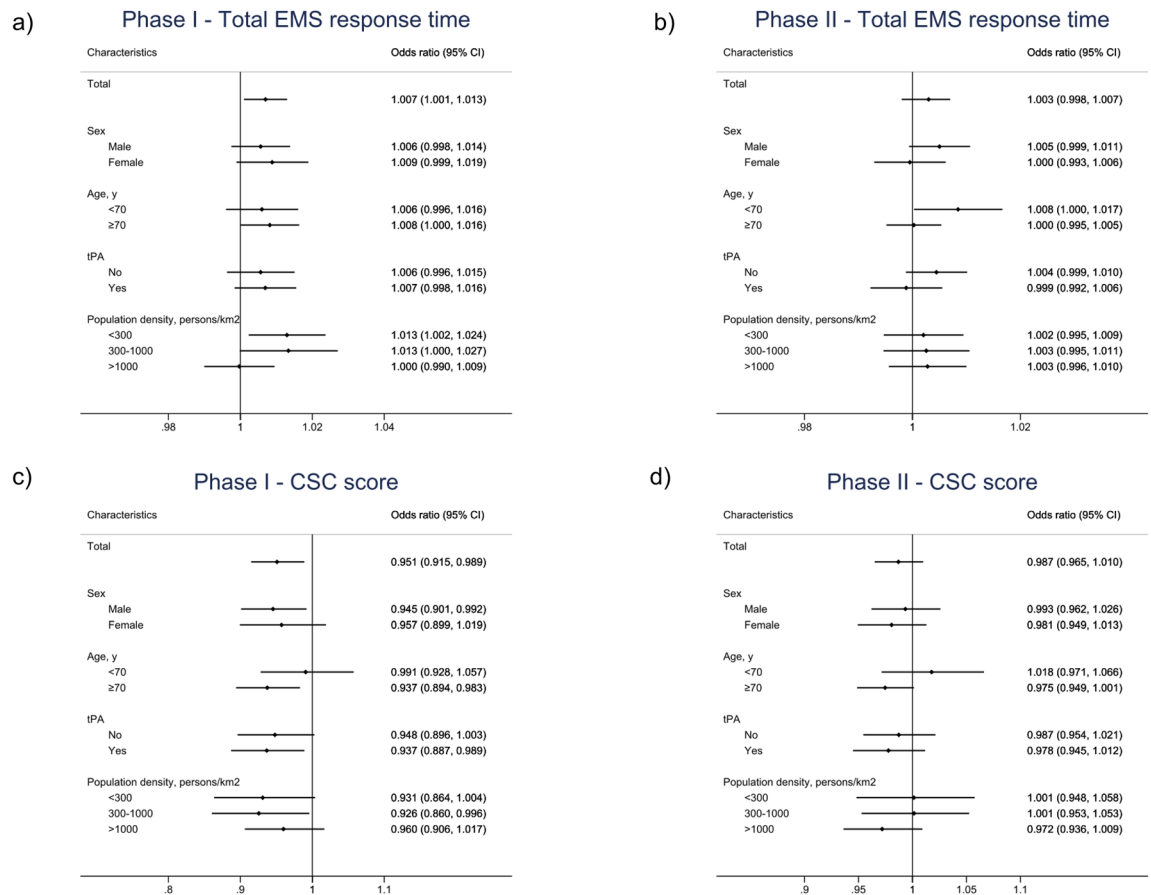 a)
Phase I - Total EMS response time
Characteristics Odds ratio (95% CI)
Total
1.007 (1.001, 1.013)
Sex
Male 1.006 (0.998, 1.014)
Female 1.009 (0.999, 1.019)
Age, y
<70 1.006 (0.996, 1.016)
≥70 1.008 (1.000, 1.016)
tPA
No 1.006 (0.996, 1.015)
Yes 1.007 (0.998, 1.016)
Population density, persons/km2
<300 1.013 (1.002, 1.024)
300-1000 1.013 (1.000, 1.027)
>1000 1.000 (0.990, 1.009)
.98 1 1.02 1.04
b)
Phase II - Total EMS response time
Characteristics Odds ratio (95% CI)
Total
1.003 (0.998, 1.007)
Sex
Male 1.005 (0.999, 1.011)
Female 1.000 (0.993, 1.006)
Age, y
<70 1.008 (1.000, 1.017)
≥70 1.000 (0.995, 1.005)
tPA
No 1.004 (0.999, 1.010)
Yes 0.999 (0.992, 1.006)
Population density, persons/km2
<300 1.002 (0.995, 1.009)
300-1000 1.003 (0.995, 1.011)
>1000 1.003 (0.996, 1.010)
.98 1 1.02
c)
Phase I - CSC score
Characteristics Odds ratio (95% CI)
Total
0.951 (0.915, 0.989)
Sex
Male 0.945 (0.901, 0.992)
Female 0.957 (0.899, 1.019)
Age, y
<70 0.991 (0.928, 1.057)
≥70 0.937 (0.894, 0.983)
tPA
No 0.948 (0.896, 1.003)
Yes 0.937 (0.887, 0.989)
Population density, persons/km2
<300 0.931 (0.864, 1.004)
300-1000 0.926 (0.860, 0.996)
>1000 0.960 (0.906, 1.017)
.8 .9 1 1.1
d)
Phase II - CSC score
Characteristics Odds ratio (95% CI)
Total
0.987 (0.965, 1.010)
Sex
Male 0.993 (0.962, 1.026)
Female 0.981 (0.949, 1.013)
Age, y
<70 1.018 (0.971, 1.066)
≥70 0.975 (0.949, 1.001)
tPA
No 0.987 (0.954, 1.021)
Yes 0.978 (0.945, 1.012)
Population density, persons/km2
<300 1.001 (0.948, 1.058)
300-1000 1.001 (0.953, 1.053)
>1000 0.972 (0.936, 1.009)
.9 .95 1 1.05 1.1